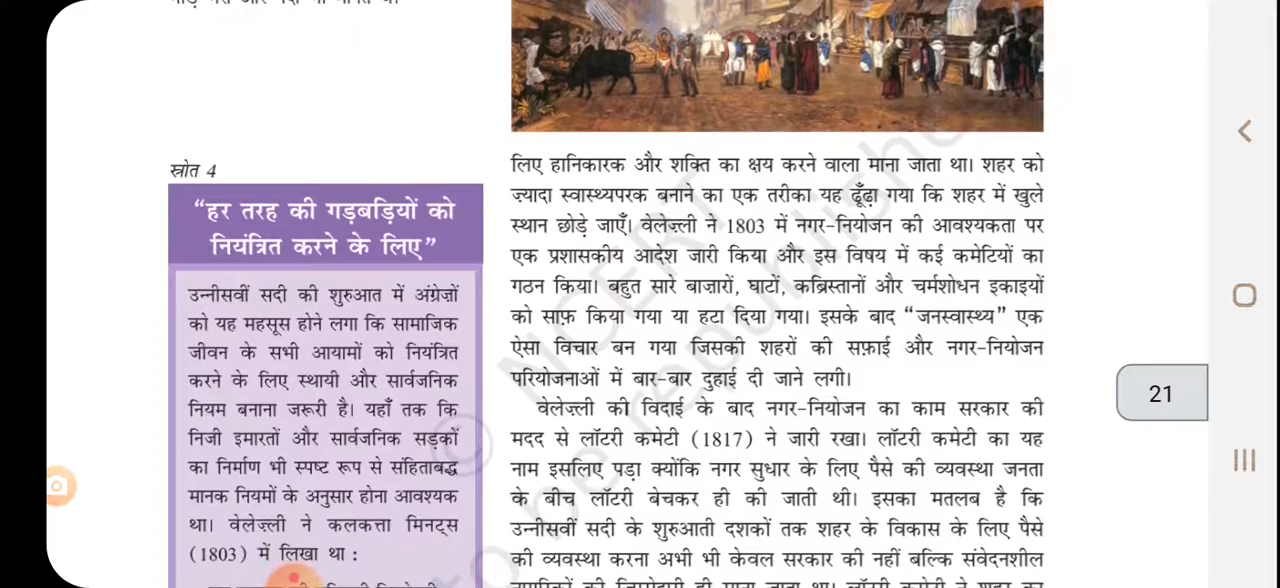 स्रोत 4
“हर तरह की गड़बड़ियों को
नियंत्रित करने के लिए”
उन्नीसवीं सदी की शुरुआत में अंग्रेज़ों
को यह महसूस होने लगा कि सामाजिक
जीवन के सभी आयामों को नियंत्रित
करने के लिए स्थायी और सार्वजनिक
नियम बनाना जरूरी है। यहाँ तक कि
निजी इमारतों और सार्वजनिक सड़कों
का निर्माण भी स्पष्ट रूप से संहिताबद्ध
मानक नियमों के अनुसार होना आवश्यक
था। वेलेज़्ली ने कलकत्ता मिनट्स
(1803) में लिखा था :
लिए हानिकारक और शक्ति का क्षय करने वाला माना जाता था। शहर को
ज्यादा स्वास्थ्यपरक बनाने का एक तरीका यह ढूँढ़ा गया कि शहर में खुले
स्थान छोड़े जाएँ। वेलेज़्ली ने 1803 में नगर-नियोजन की आवश्यकता पर
एक प्रशासकीय आदेश जारी किया और इस विषय में कई कमेटियों का
गठन किया। बहुत सारे बाज़ारों, घाटों, कब्रिस्तानों और चर्मशोधन इकाइयों
को साफ़ किया गया या हटा दिया गया। इसके बाद “जनस्वास्थ्य” एक
ऐसा विचार बन गया जिसकी शहरों की सफ़ाई और नगर-नियोजन
परियोजनाओं में बार-बार दुहाई दी जाने लगी।
वेलेज़्ली की विदाई के बाद नगर-नियोजन का काम सरकार की
मदद से लॉटरी कमेटी (1817) ने जारी रखा। लॉटरी कमेटी का यह
नाम इसलिए पड़ा क्योंकि नगर सुधार के लिए पैसे की व्यवस्था जनता
के बीच लॉटरी बेचकर ही की जाती थी। इसका मतलब है कि
उन्नीसवीं सदी के शुरुआती दशकों तक शहर के विकास के लिए पैसे
की व्यवस्था करना अभी भी केवल सरकार की नहीं बल्कि संवेदनशील
© NCERT
to be republished
21